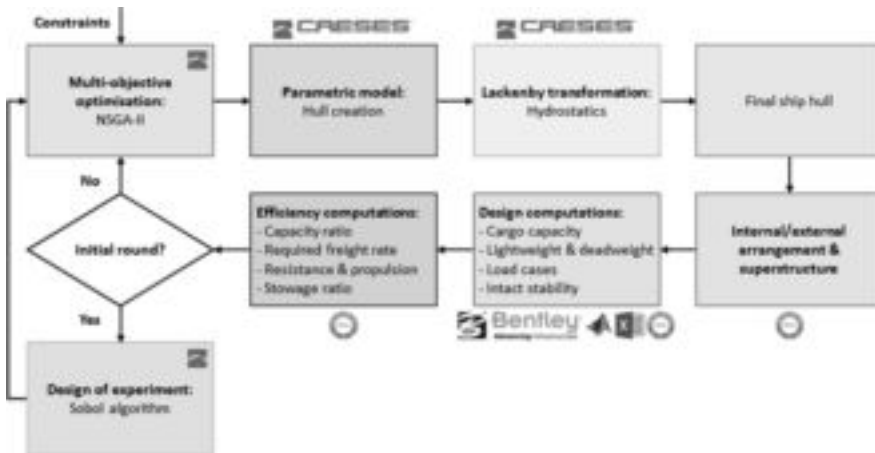 Constraints
CAESES
CAESES
Multi-objective
optimisation:
NSGA-II
Parametric model:
Hull creation
Lackenby transformation:
Hydrostatics
Final ship hull
No
Initial round?
Yes
Efficiency computations:
- Capacity ratio
- Required freight rate
- Resistance & propulsion
- Stowage ratio
Design computations:
- Cargo capacity
- Lightweight & deadweight
- Load cases
- Intact stability
Internal/external
arrangement &
superstructure
Bentley
Design of experiment:
Sobol algorithm